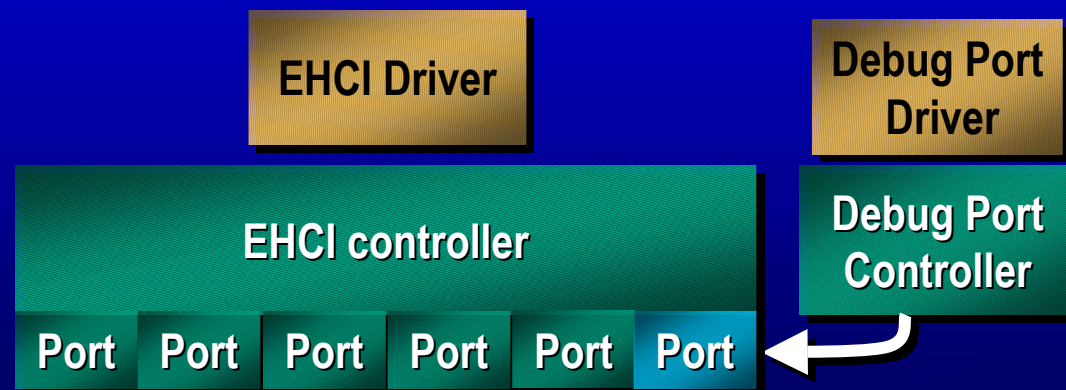 EHCI Driver
Debug Port
Driver
EHCI controller
Debug Port
Controller
Port Port Port Port Port Port